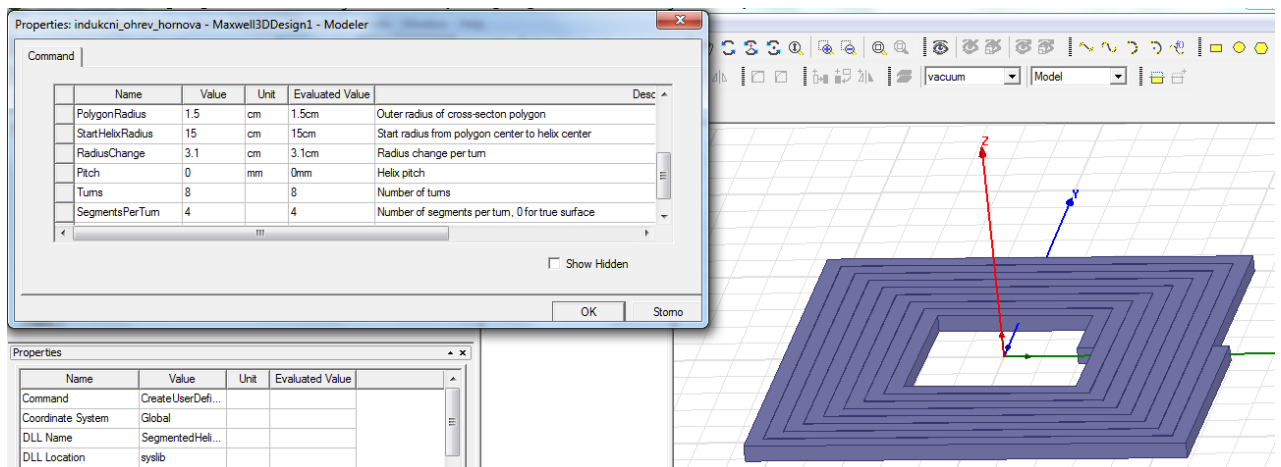 Properties: indukcni_ohrev_hornova - Maxwell3DDesign1 - Modeler
Command
Name Value Unit Evaluated Value Desc
PolygonRadius 1.5 cm 1.5cm Outer radius of cross-secton polygon
StartHelixRadius 15 cm 15cm Start radius from polygon center to helix center
RadiusChange 3.1 cm 3.1cm Radius change per turn
Pitch 0 mm 0mm Helix pitch
Turns 8 8 Number of turns
SegmentsPerTurn 4 4 Number of segments per turn, 0 for true surface
Show Hidden
OK Storno
vacuum Model
Z
Y
Properties
Name Value Unit Evaluated Value
Command CreateUserDefi...
Coordinate System Global
DLL Name SegmentedHeli...
DLL Location syslib